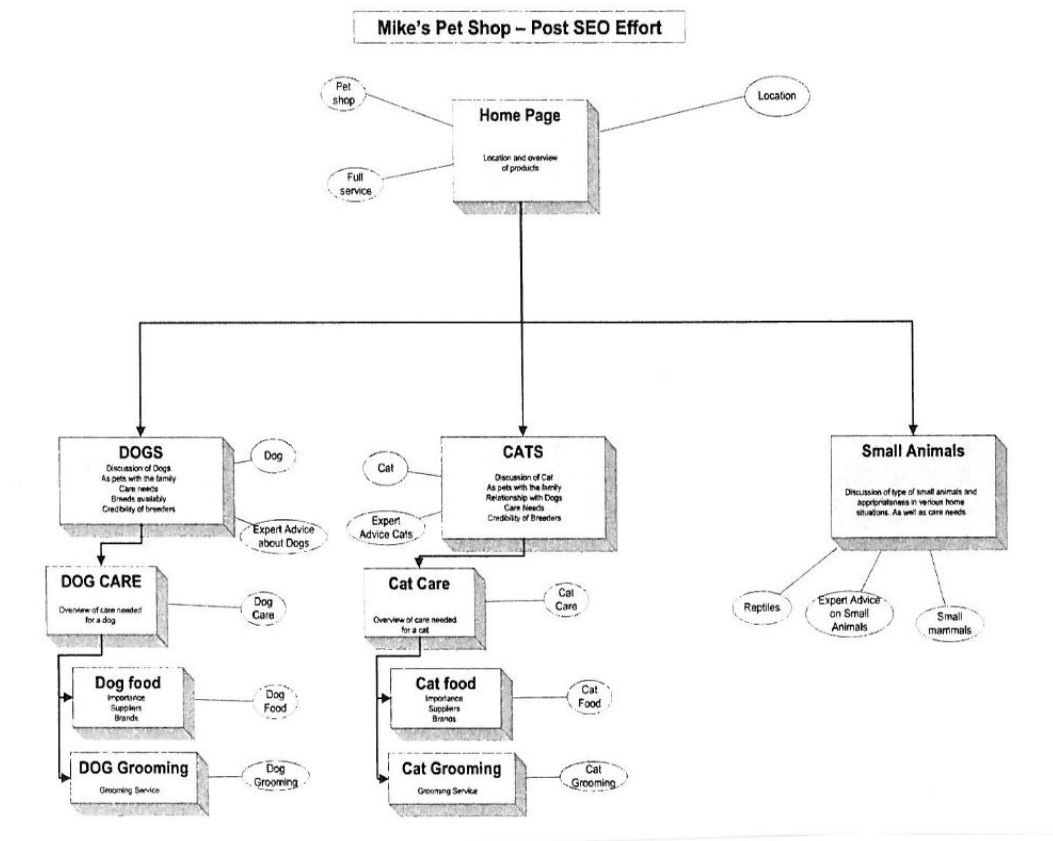 Mike's Pet Shop – Post SEO Effort
Pet
shop
Location
Home Page
Location and overview
of products
Full
service
DOGS
Discussion of Dogs
As pets with the family
Care needs
Breeds availably
Credibility of breeders
Dog
Expert Advice
about Dogs
CATS
Discussion of Cat
As pets with the family
Relationship with Dogs
Care Needs
Credibility of Breeders
Cat
Expert
Advice Cats
Small Animals
Discussion of type of small animals and
appripriateness in verious home
situations. As well as care needs
Reptiles
Expert Advice
on Small
Animals
Small
mammals
DOG CARE
Overview of care needed
for a dog
Dog
Care
Cat Care
Overview of care needed
for a cat
Cat
Care
Dog food
Importance
Suppliers
Brands
Dog
Food
Cat food
Importance
Suppliers
Brands
Cat
Food
DOG Grooming
Grooming Service
Dog
Grooming
Cat Grooming
Grooming Service
Cat
Grooming